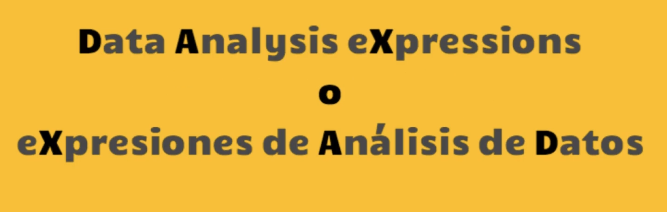 Data Analysis eXpressions
o
eXpresiones de Análisis de Datos